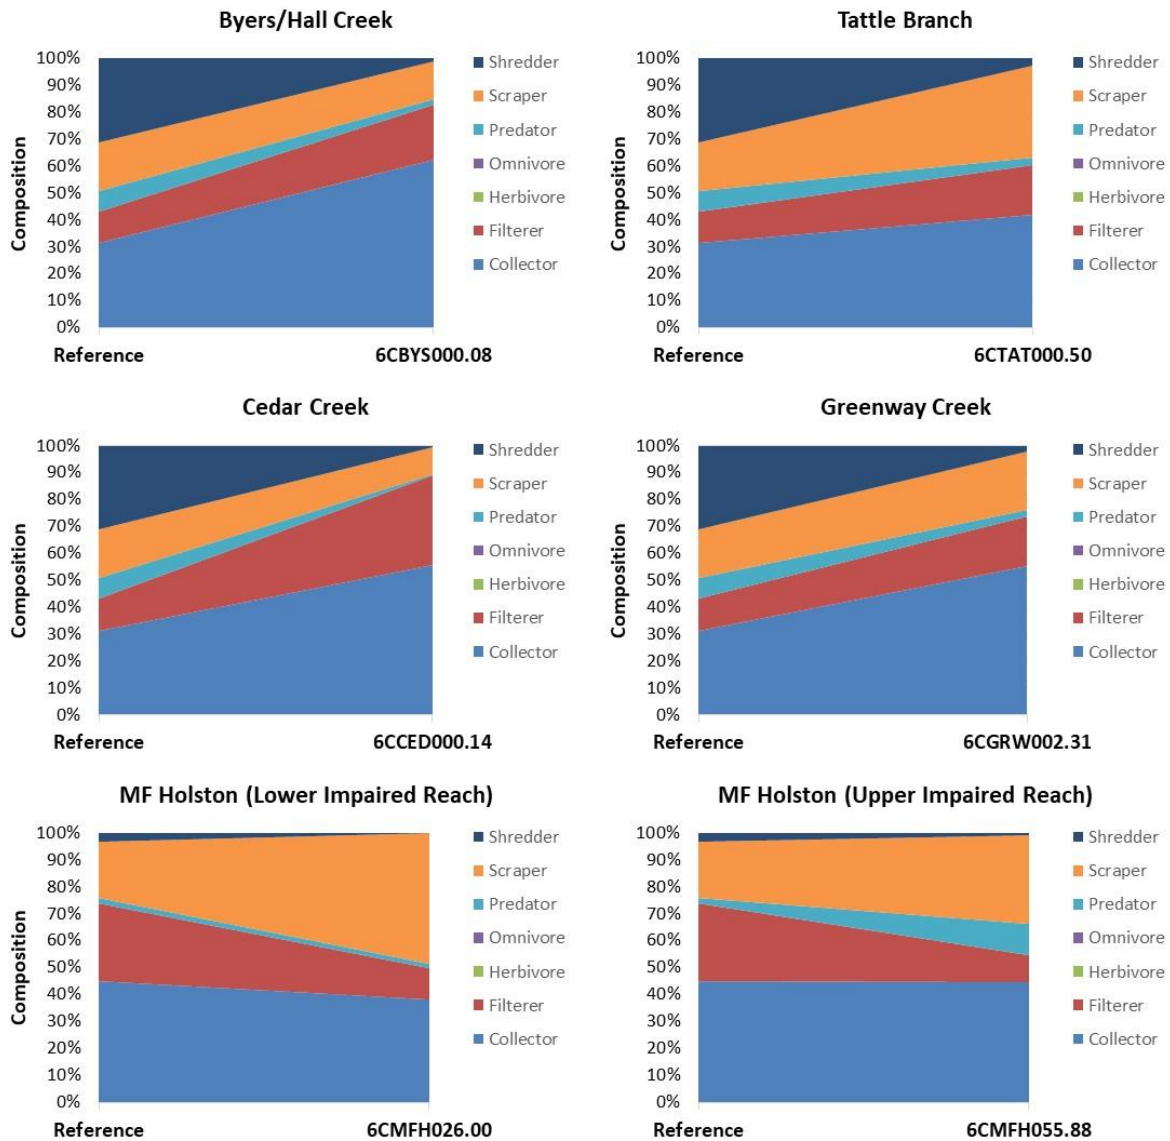 Byers/Hall Creek
100%
90%
80%
70%
60%
50%
40%
30%
20%
10%
0%
Composition
Shredder
Scraper
Predator
Omnivore
Herbivore
Filterer
Collector
Reference 6CBYS000.08
Tattle Branch
100%
90%
80%
70%
60%
50%
40%
30%
20%
10%
0%
Composition
Shredder
Scraper
Predator
Omnivore
Herbivore
Filterer
Collector
Reference 6CTAT000.50
Cedar Creek
100%
90%
80%
70%
60%
50%
40%
30%
20%
10%
0%
Composition
Shredder
Scraper
Predator
Omnivore
Herbivore
Filterer
Collector
Reference 6CCED000.14
Greenway Creek
100%
90%
80%
70%
60%
50%
40%
30%
20%
10%
0%
Composition
Shredder
Scraper
Predator
Omnivore
Herbivore
Filterer
Collector
Reference 6CGRW002.31
MF Holston (Lower Impaired Reach)
100%
90%
80%
70%
60%
50%
40%
30%
20%
10%
0%
Composition
Shredder
Scraper
Predator
Omnivore
Herbivore
Filterer
Collector
Reference 6CMFH026.00
MF Holston (Upper Impaired Reach)
100%
90%
80%
70%
60%
50%
40%
30%
20%
10%
0%
Shredder
Scraper
Predator
Omnivore
Herbivore
Filterer
Collector
Reference 6CMFH055.88